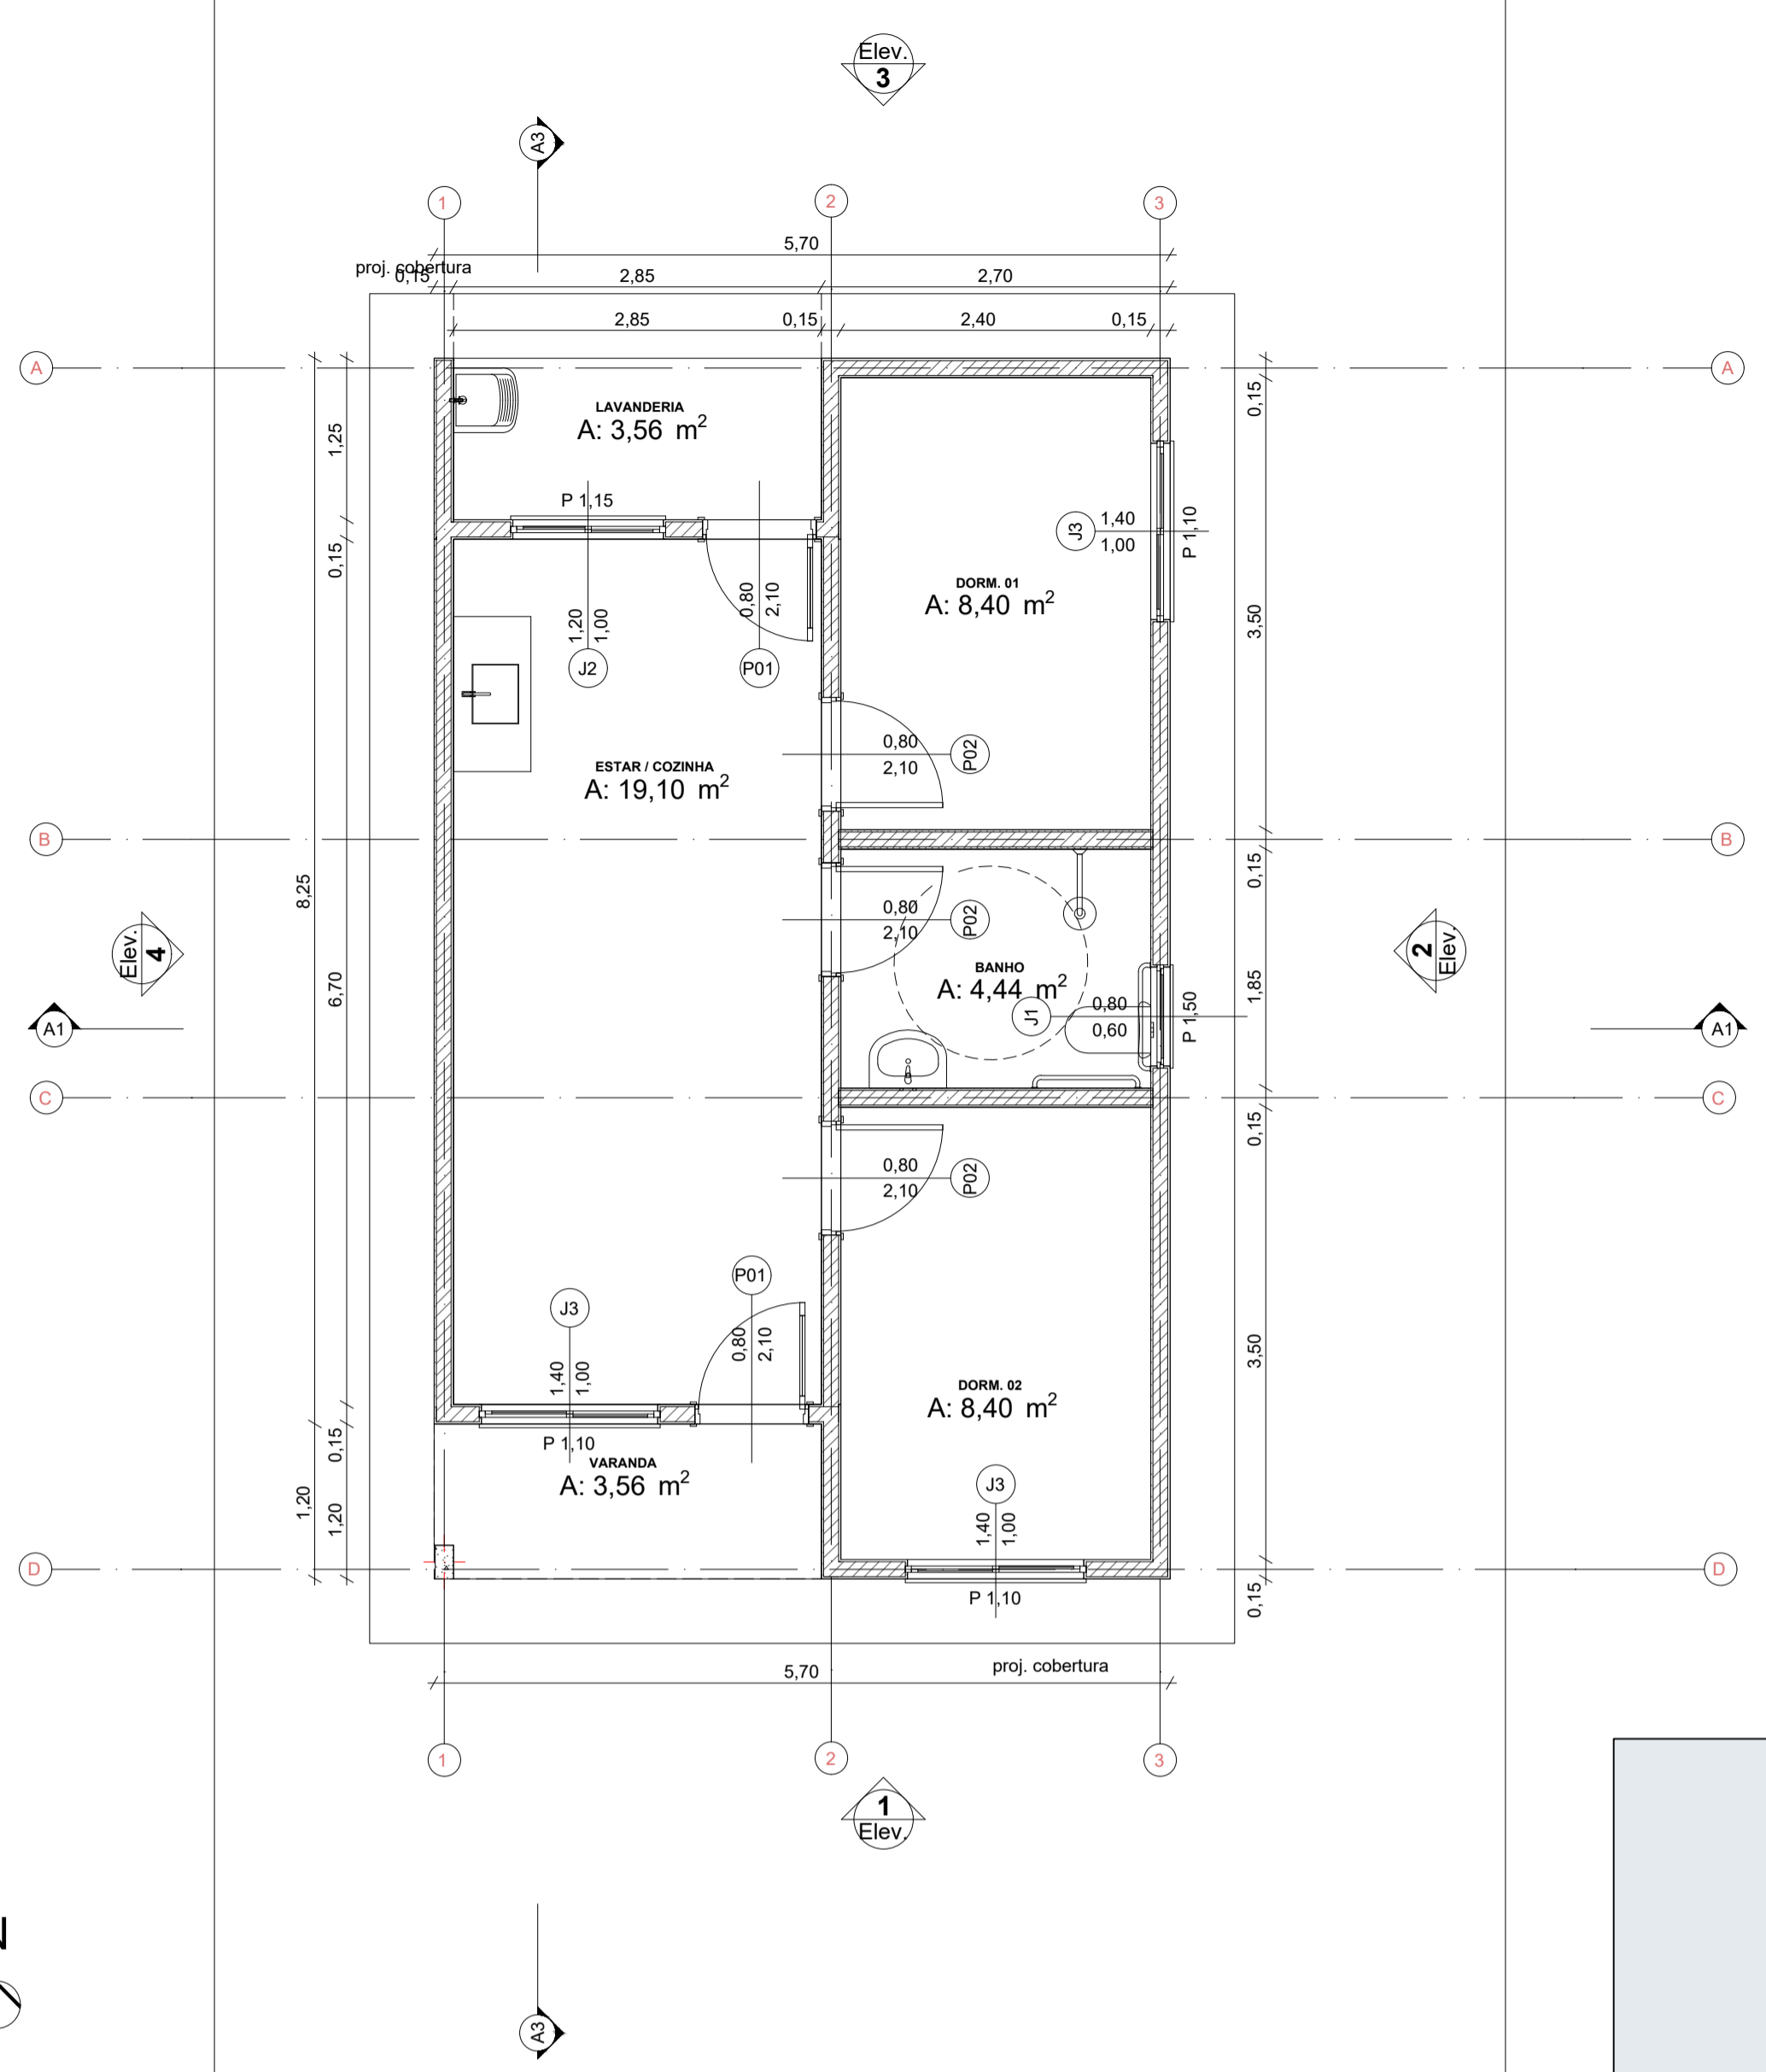 Elev.
3
A3
1
2
3
5,70
proj. cobertura
0,15
2,85
2,70
2,85
0,15
2,40
0,15
A
A
LAVANDERIA
A: 3,56 m²
0,15
1,25
P 1,15
J3
1,40
1,00
P 1,10
0,15
DORM. 01
A: 8,40 m²
1,20
1,00
0,80
2,10
3,50
J2
P01
0,80
2,10
P02
ESTAR / COZINHA
A: 19,10 m²
B
B
0,15
8,25
0,80
2,10
P02
Elev.
4
2
Elev.
BANHO
A: 4,44 m²
6,70
1,85
J1
0,80
0,60
P 1,50
A1
A1
C
C
0,15
0,80
2,10
P02
P01
J3
0,80
2,10
1,40
1,00
3,50
DORM. 02
A: 8,40 m²
P 1,10
0,15
VARANDA
A: 3,56 m²
J3
1,20
1,20
1,40
1,00
D
D
P 1,10
0,15
proj. cobertura
5,70
1
2
3
1
Elev.
N
A3